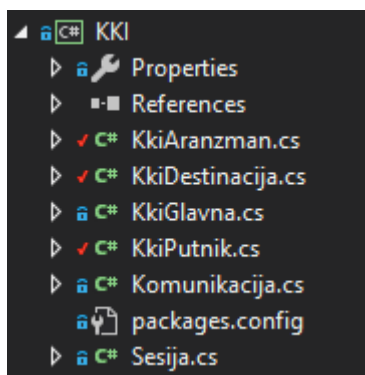 C# KKI
Properties
References
C# KkiAranzman.cs
C# KkiDestinacija.cs
C# KkiGlavna.cs
C# KkiPutnik.cs
C# Komunikacija.cs
packages.config
C# Sesija.cs